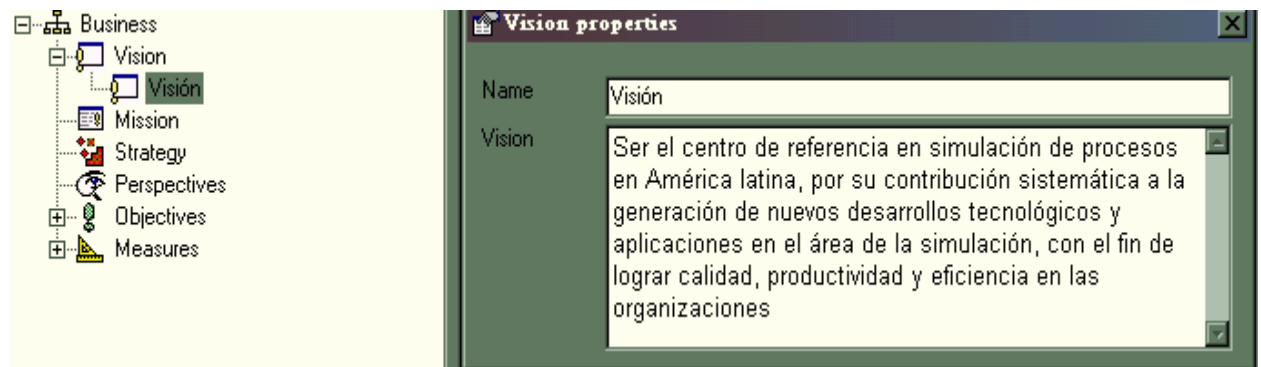 Business
Vision
Visión
Mission
Strategy
Perspectives
Objectives
Measures
Vision properties
Name
Visión
Vision
Ser el centro de referencia en simulación de procesos
en América latina, por su contribución sistemática a la
generación de nuevos desarrollos tecnológicos y
aplicaciones en el área de la simulación, con el fin de
lograr calidad, productividad y eficiencia en las
organizaciones